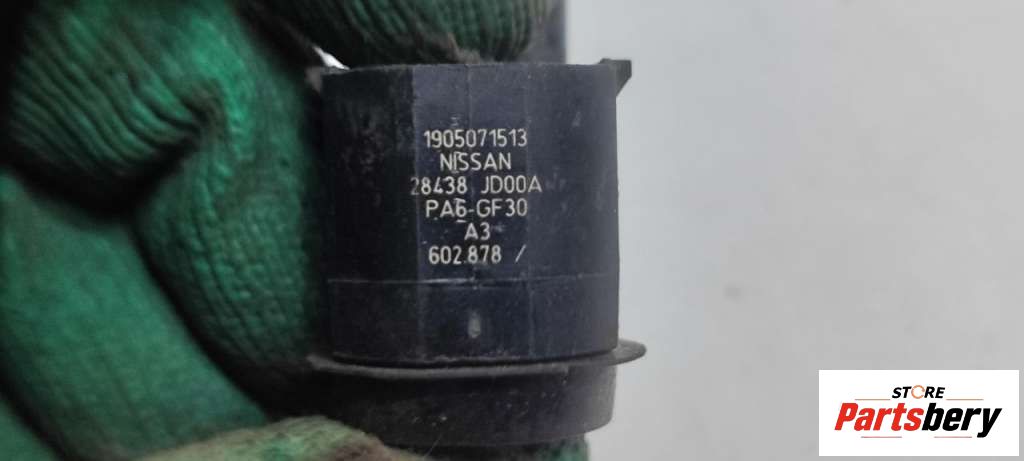 1905071513
NISSAN
28438 JD00A
PA6-GF30
A3
602.878 /
STORE
Partsbery